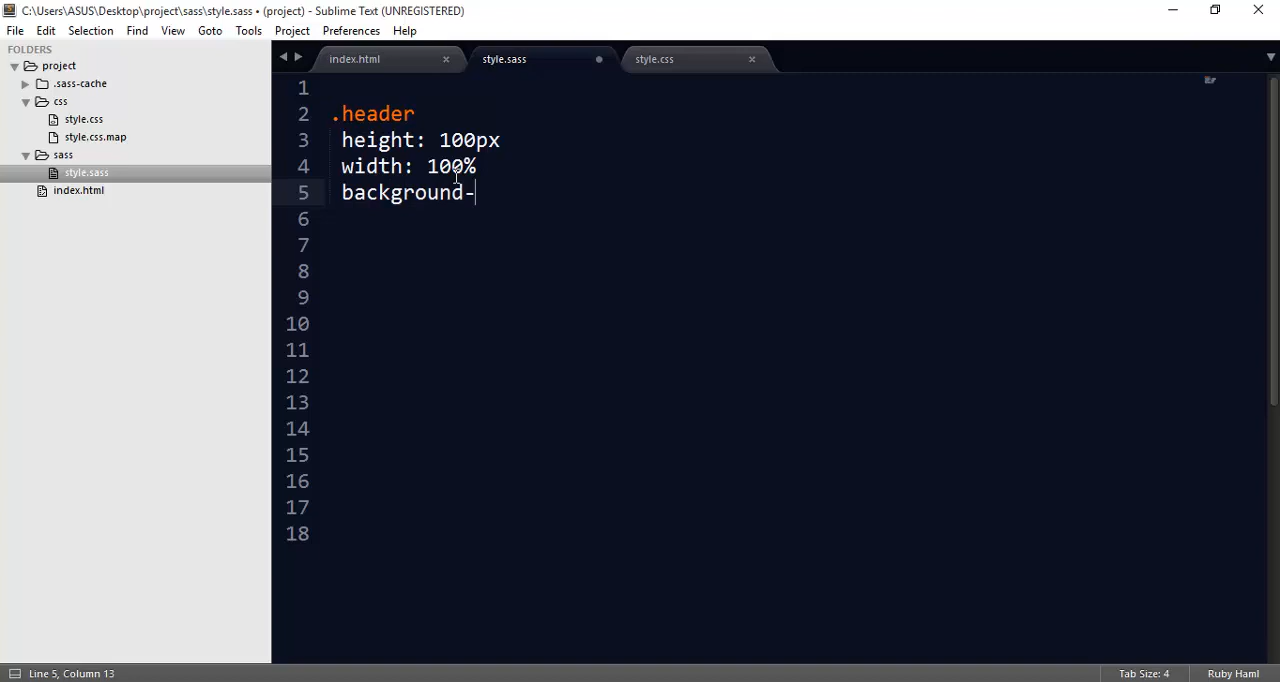 C:\Users\ASUS\Desktop\project\sass\style.sass • (project) - Sublime Text (UNREGISTERED)
File Edit Selection Find View Goto Tools Project Preferences Help
FOLDERS
project
.sass-cache
css
style.css
style.css.map
sass
style.sass
index.html
index.html style.sass style.css
1
2 .header
3 height: 100px
4 width: 100%
5 background-
6
7
8
9
10
11
12
13
14
15
16
17
18
Line 5, Column 13 Tab Size: 4 Ruby Haml